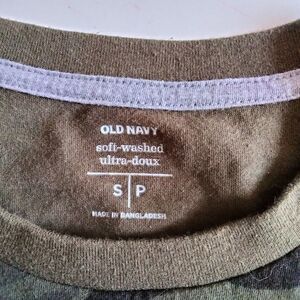 OLD NAVY
soft-washed
ultra-doux
S | P
MADE IN BANGLADESH